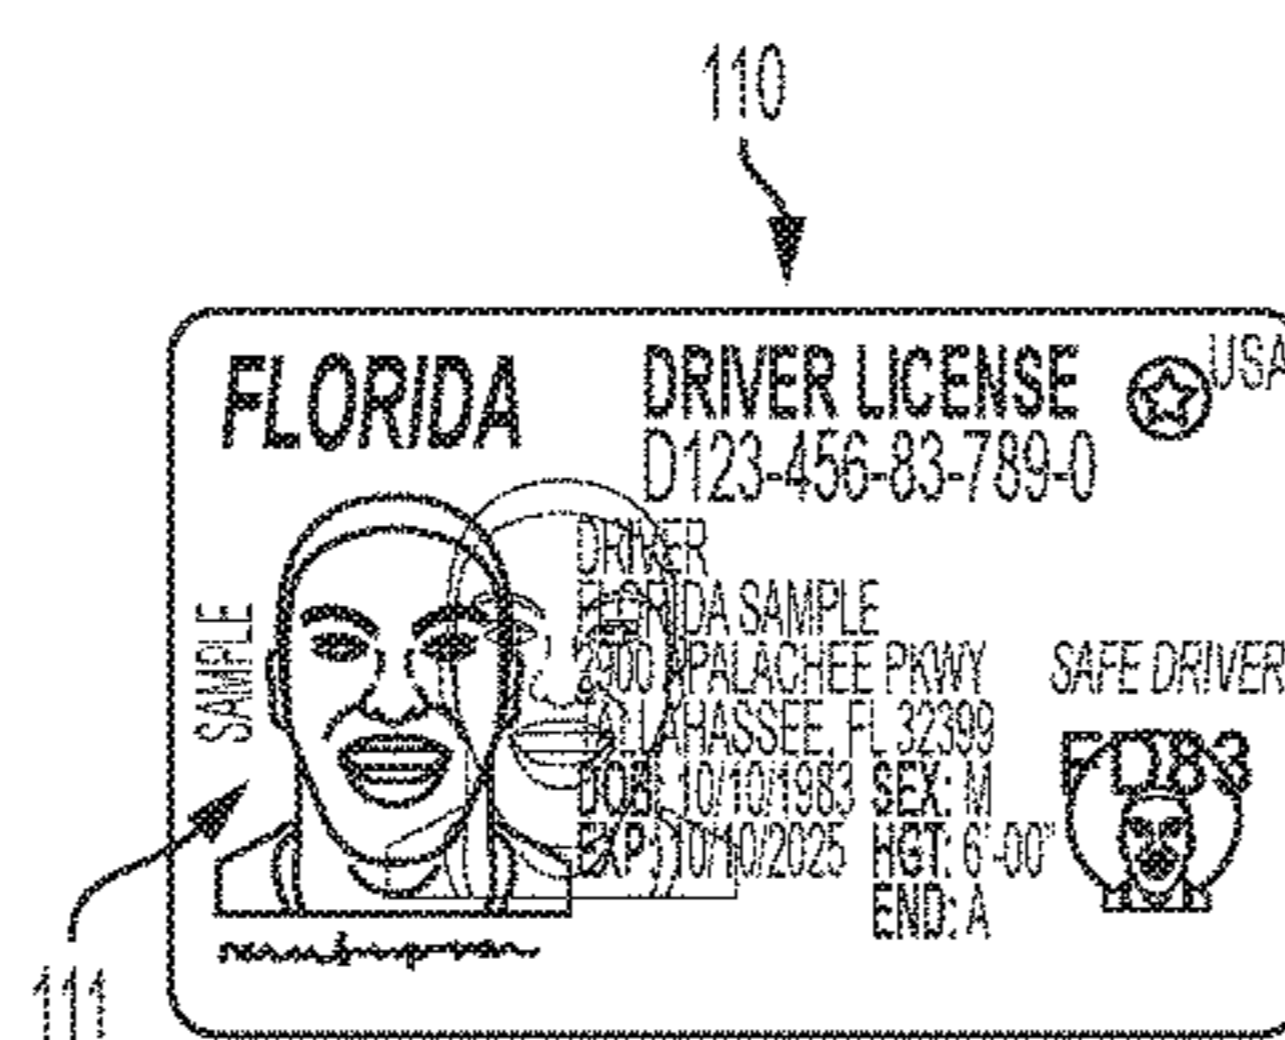 110
FLORIDA
DRIVER LICENSE
USA
D123-456-83-789-0
DRIVER
FLORIDA SAMPLE
2900 APALACHEE PKWY
TALLAHASSEE, FL 32399
DOB: 10/10/1983 SEX: M
EXP: 10/10/2025 HGT: 6'-00"
END: A
SAMPLE
SAFE DRIVER
111